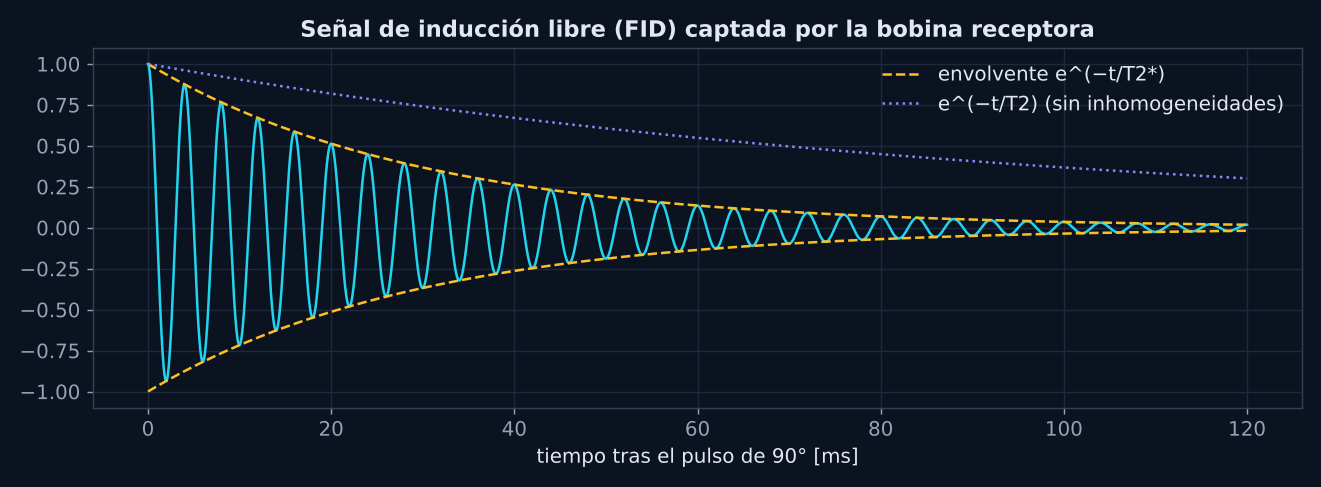 Señal de inducción libre (FID) captada por la bobina receptora
envolvente e^(−t/T2*)
e^(−t/T2) (sin inhomogeneidades)
1.00
0.75
0.50
0.25
0.00
−0.25
−0.50
−0.75
−1.00
0 20 40 60 80 100 120
tiempo tras el pulso de 90° [ms]